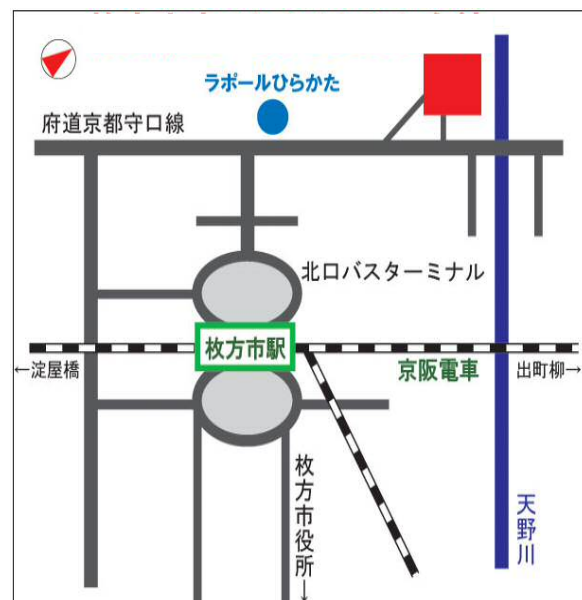 ラポールひらかた
府道京都守口線
北口バスターミナル
枚方市駅
←淀屋橋
京阪電車
出町柳→
枚方市役所→
天野川